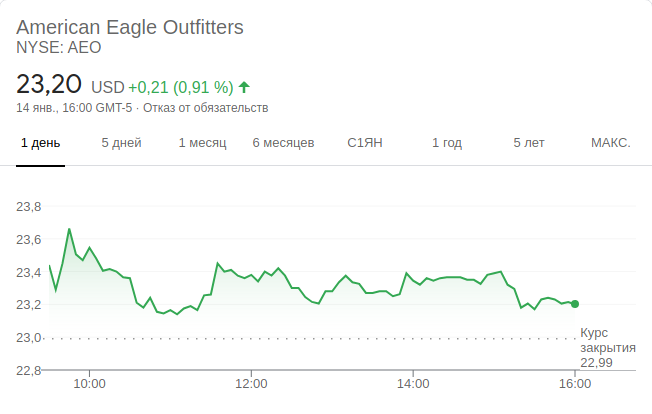 American Eagle Outfitters
NYSE: AEO
23,20 USD +0,21 (0,91 %)
14 янв., 16:00 GMT-5 · Отказ от обязательств
1 день 5 дней 1 месяц 6 месяцев С1ЯН 1 год 5 лет МАКС.
23,8
23,6
23,4
23,2
23,0
22,8
Курс
закрытия
22,99
10:00 12:00 14:00 16:00